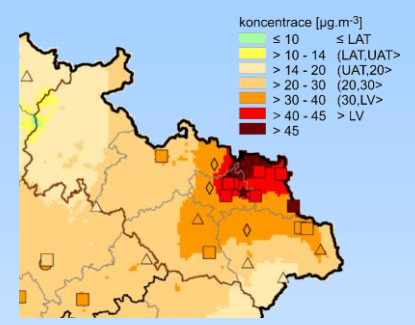 koncentrace [µg.m-3]
≤ 10 ≤ LAT
> 10 - 14 (LAT,UAT>
> 14 - 20 (UAT,20>
> 20 - 30 (20,30>
> 30 - 40 (30,LV>
> 40 - 45 > LV
> 45